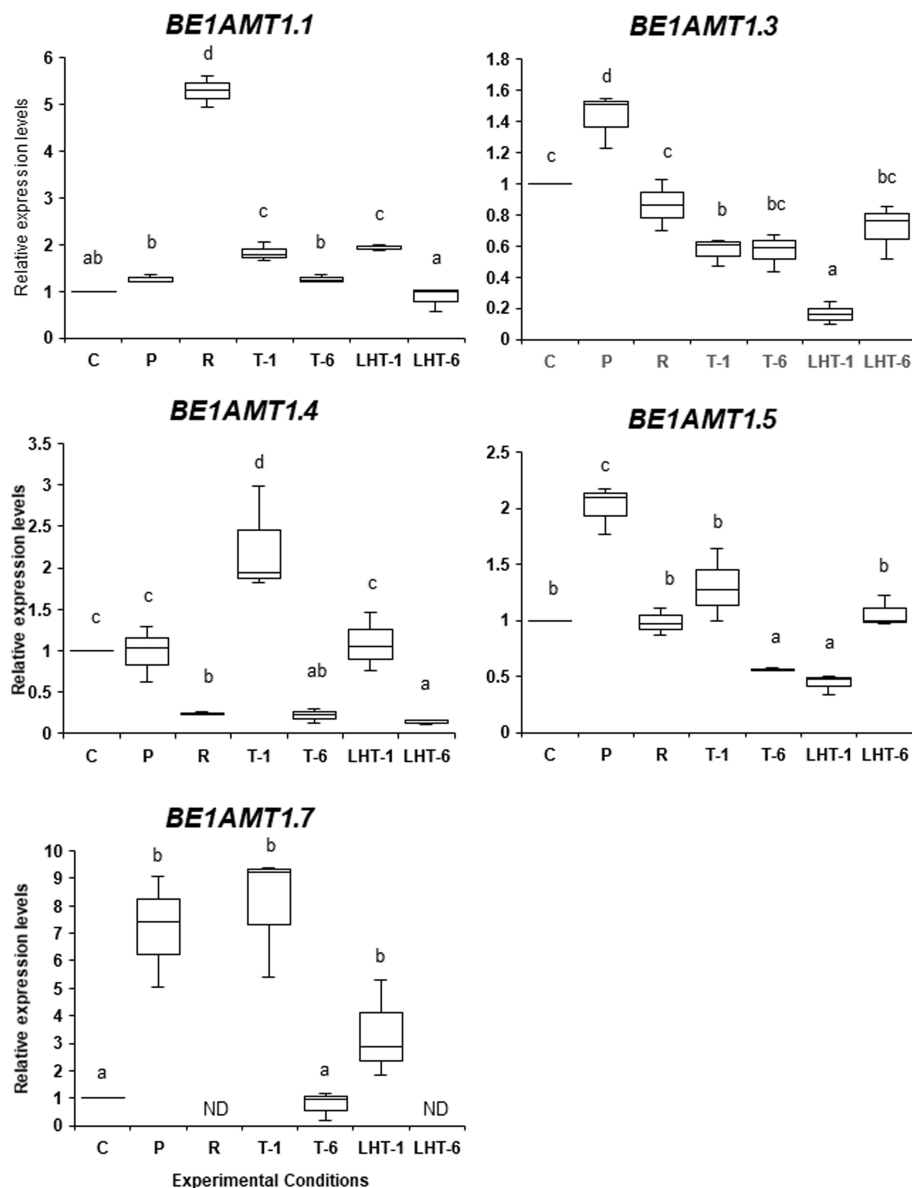 BE1AMT1.1
Relative expression levels
6
5
4
3
2
1
0
ab
b
d
c
b
c
a
C P R T-1 T-6 LHT-1 LHT-6
BE1AMT1.3
1.8
1.6
1.4
1.2
1
0.8
0.6
0.4
0.2
0
c
d
c
b
bc
a
bc
C P R T-1 T-6 LHT-1 LHT-6
BE1AMT1.4
Relative expression levels
3.5
3
2.5
2
1.5
1
0.5
0
c
c
b
d
ab
c
a
C P R T-1 T-6 LHT-1 LHT-6
BE1AMT1.5
2.5
2
1.5
1
0.5
0
b
c
b
b
a
a
b
C P R T-1 T-6 LHT-1 LHT-6
BE1AMT1.7
Relative expression levels
10
9
8
7
6
5
4
3
2
1
0
a
b
ND
b
a
b
ND
C P R T-1 T-6 LHT-1 LHT-6
Experimental Conditions